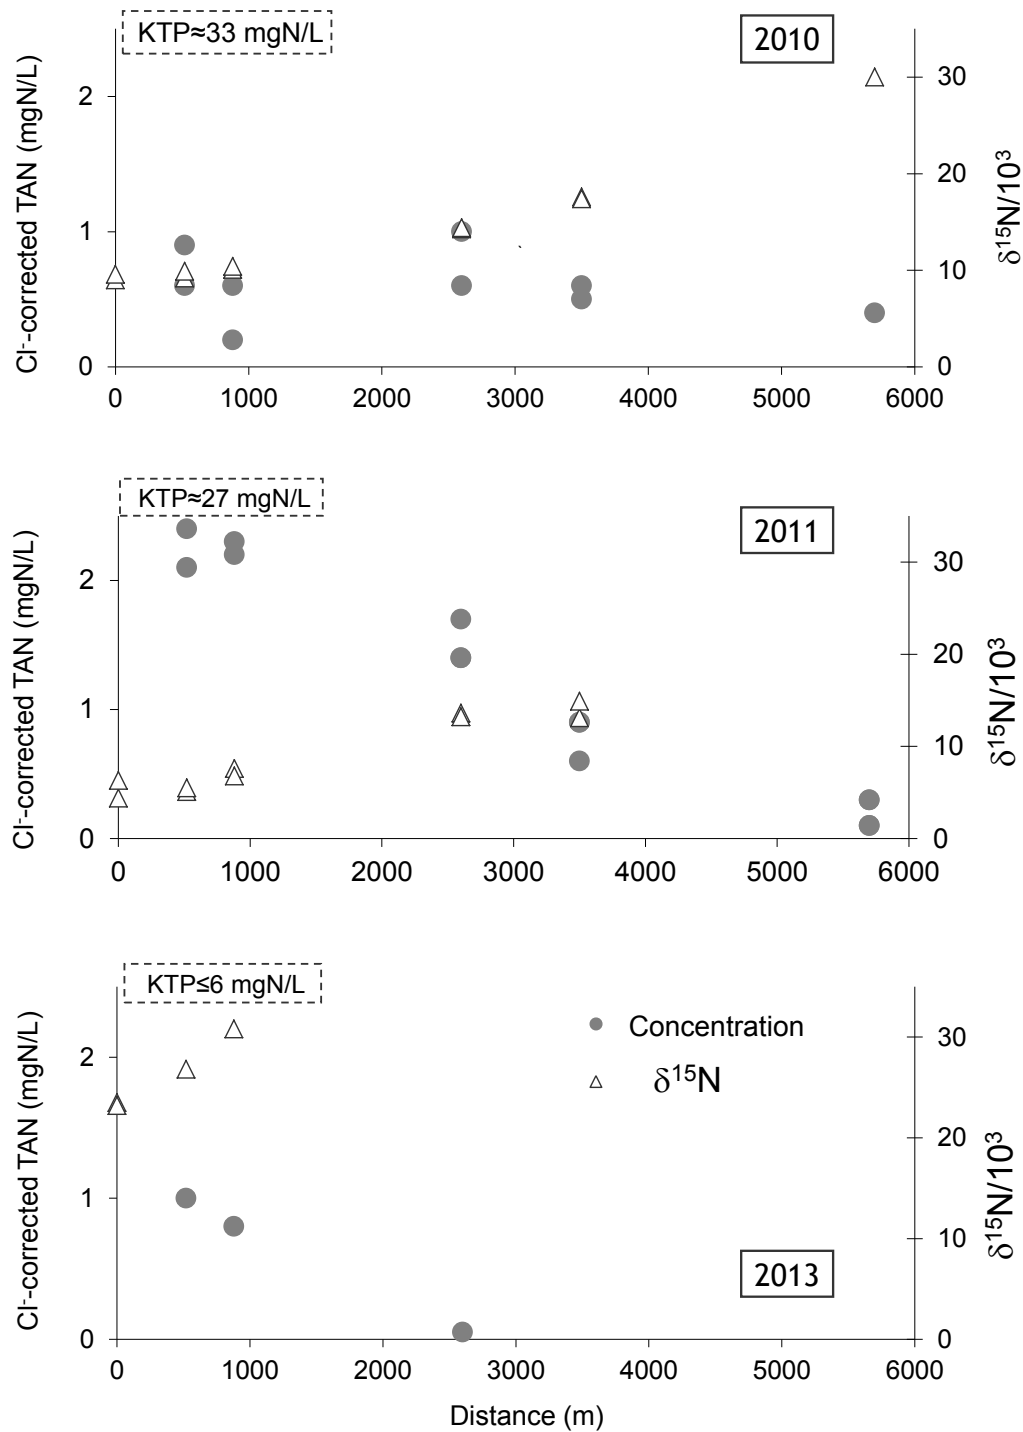 KTP≈33 mgN/L
2010
Cl⁻-corrected TAN (mgN/L)
2
1
0
30
20
10
0
δ¹⁵N/10³
0 1000 2000 3000 4000 5000 6000
KTP≈27 mgN/L
2011
Cl⁻-corrected TAN (mgN/L)
2
1
0
30
20
10
0
δ¹⁵N/10³
0 1000 2000 3000 4000 5000 6000
KTP≤6 mgN/L
Concentration
δ¹⁵N
2013
Cl⁻-corrected TAN (mgN/L)
2
1
0
30
20
10
0
δ¹⁵N/10³
0 1000 2000 3000 4000 5000 6000
Distance (m)